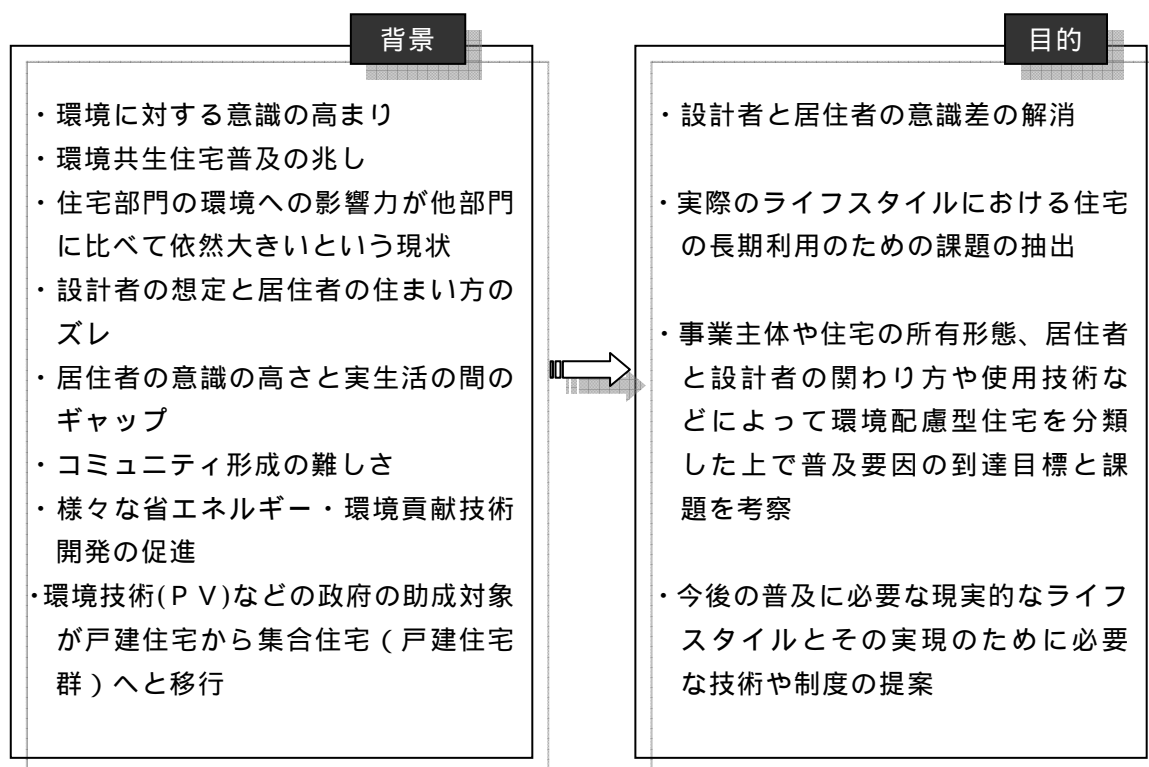 背景
・環境に対する意識の高まり
・環境共生住宅普及の兆し
・住宅部門の環境への影響力が他部門
に比べて依然大きいという現状
・設計者の想定と居住者の住まい方の
ズレ
・居住者の意識の高さと実生活の間の
ギャップ
・コミュニティ形成の難しさ
・様々な省エネルギー・環境貢献技術
開発の促進
・環境技術(ＰＶ)などの政府の助成対象
が戸建住宅から集合住宅（戸建住宅
群）へと移行
目的
・設計者と居住者の意識差の解消
・実際のライフスタイルにおける住宅
の長期利用のための課題の抽出
・事業主体や住宅の所有形態、居住者
と設計者の関わり方や使用技術な
どによって環境配慮型住宅を分類
した上で普及要因の到達目標と課
題を考察
・今後の普及に必要な現実的なライフ
スタイルとその実現のために必要
な技術や制度の提案